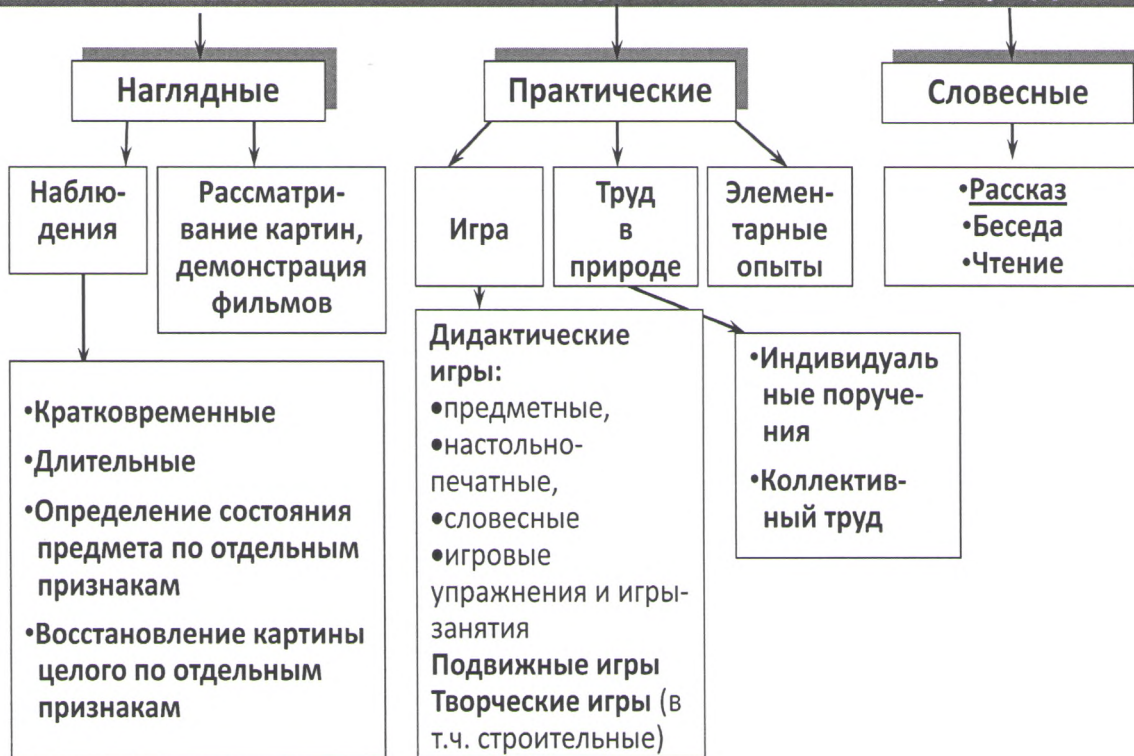 Наглядные
Практические
Словесные
Наблю-
дения
Рассматри-
вание картин,
демонстрация
фильмов
Игра
Труд
в
природе
Элемен-
тарные
опыты
•Рассказ
•Беседа
•Чтение
•Кратковременные
•Длительные
•Определение состояния
предмета по отдельным
признакам
•Восстановление картины
целого по отдельным
признакам
Дидактические
игры:
•предметные,
•настольно-
печатные,
•словесные
•игровые
упражнения и игры-
занятия
Подвижные игры
Творческие игры (в
т.ч. строительные)
•Индивидуаль
ные поруче-
ния
•Коллектив-
ный труд